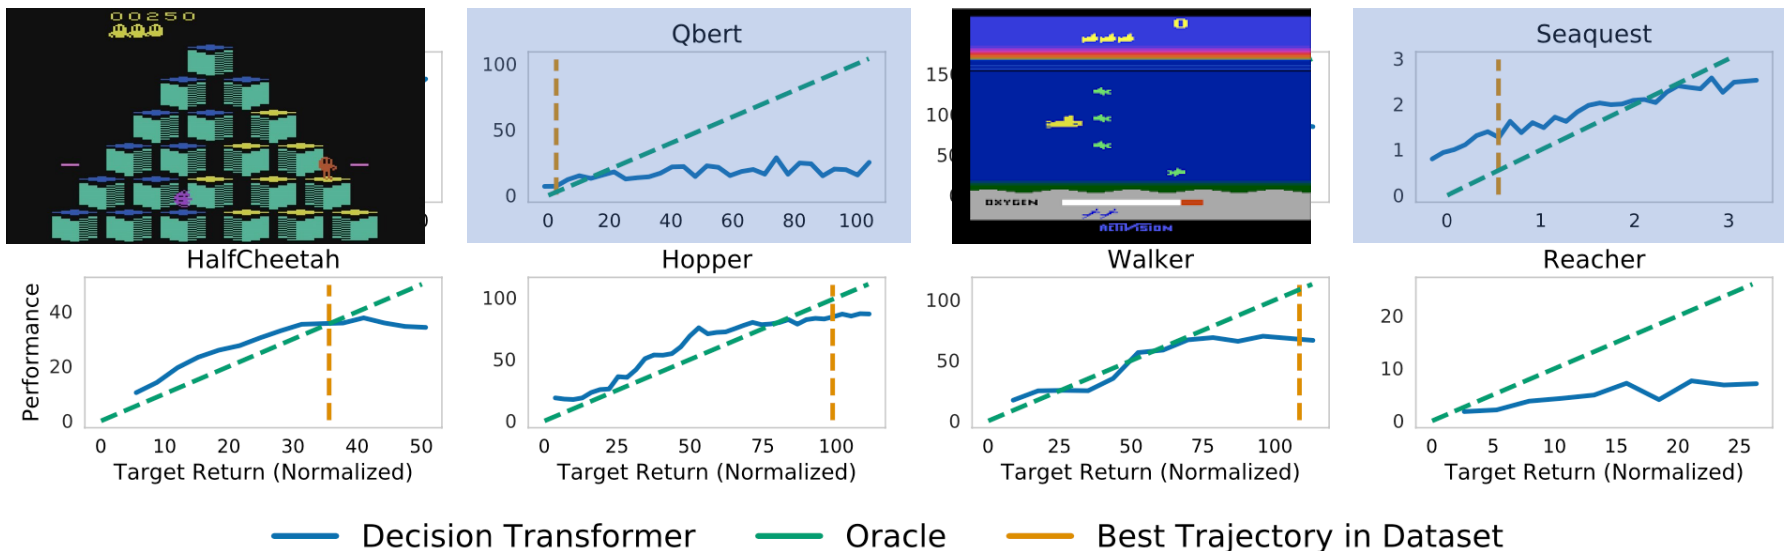 00250
Qbert
100
50
0
0 20 40 60 80 100
150
100
50
0
OXYGEN
ACTIVISION
Seaquest
3
2
1
0
0 1 2 3
HalfCheetah
Performance
40
20
0
0 10 20 30 40 50
Target Return (Normalized)
Hopper
100
50
0
0 25 50 75 100
Target Return (Normalized)
Walker
100
50
0
0 25 50 75 100
Target Return (Normalized)
Reacher
20
10
0
0 5 10 15 20 25
Target Return (Normalized)
Decision Transformer Oracle Best Trajectory in Dataset